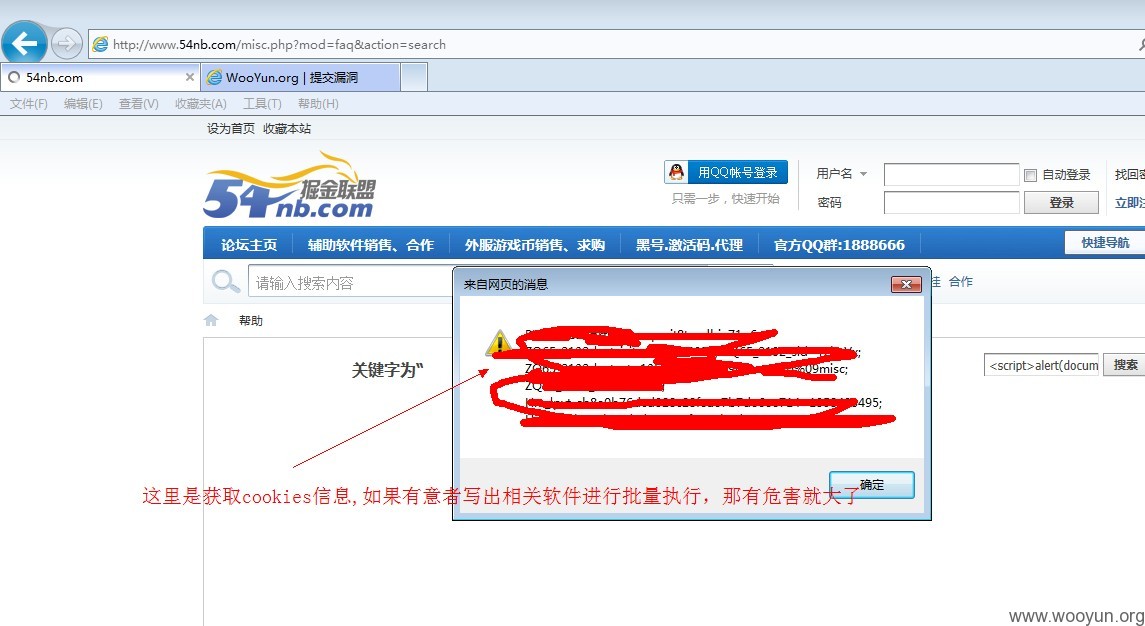 http://www.54nb.com/misc.php?mod=faq&action=search
54nb.com
WooYun.org | 提交漏洞
文件(F) 编辑(E) 查看(V) 收藏夹(A) 工具(T) 帮助(H)
设为首页 收藏本站
54nb.com 掘金联盟
用QQ帐号登录
只需一步，快速开始
用户名
自动登录
找回密
密码
登录
立即注
论坛主页 辅助软件销售、合作 外服游戏币销售、求购 黑号.激活码.代理 官方QQ群:1888666
快捷导航
请输入搜索内容
合作
帮助
来自网页的消息
关键字为“
<script>alert(docum
搜索
%09misc;
495;
确定
这里是获取cookies信息,如果有意者写出相关软件进行批量执行，那有危害就大了
www.wooyun.org